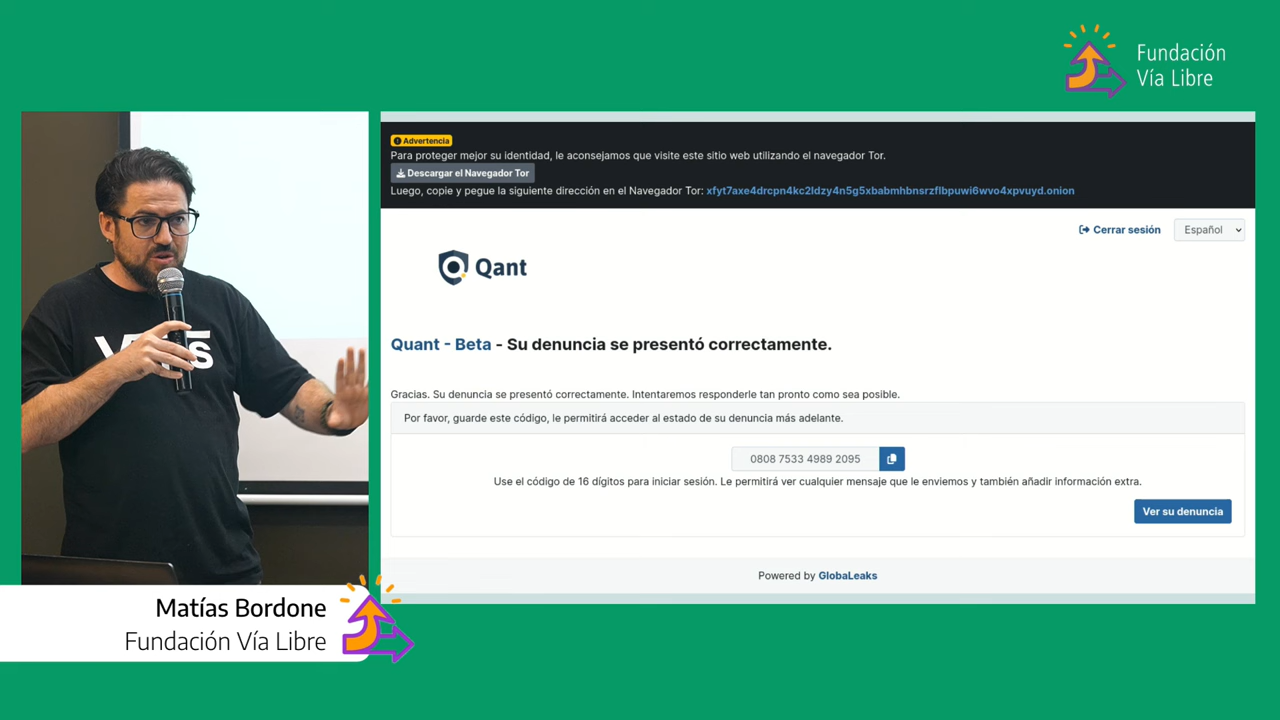 Fundación
Vía Libre
Advertencia
Para proteger mejor su identidad, le aconsejamos que visite este sitio web utilizando el navegador Tor.
Descargar el Navegador Tor
Luego, copie y pegue la siguiente dirección en el Navegador Tor: xfyt7axe4drcpn4kc2ldzy4n5g5xbabmhbnsrzflbpuwi6wvo4xpvuyd.onion
Cerrar sesión Español
Qant
Quant - Beta - Su denuncia se presentó correctamente.
Gracias. Su denuncia se presentó correctamente. Intentaremos responderle tan pronto como sea posible.
Por favor, guarde este código, le permitirá acceder al estado de su denuncia más adelante.
0808 7533 4989 2095
Use el código de 16 dígitos para iniciar sesión. Le permitirá ver cualquier mensaje que le enviemos y también añadir información extra.
Ver su denuncia
Powered by GlobaLeaks
Matías Bordone
Fundación Vía Libre